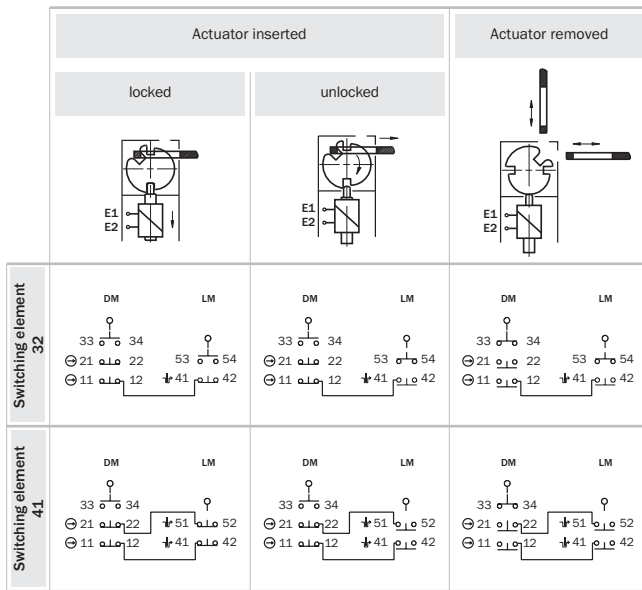 Actuator inserted
Actuator removed
locked
unlocked
E1
E2
E1
E2
E1
E2
Switching element
32
DM LM
33 34
21 22 53 54
11 12 41 42
DM LM
33 34
21 22 53 54
11 12 41 42
DM LM
33 34
21 22 53 54
11 12 41 42
Switching element
41
DM LM
33 34
21 22 51 52
11 12 41 42
DM LM
33 34
21 22 51 52
11 12 41 42
DM LM
33 34
21 22 51 52
11 12 41 42